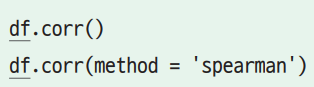 df.corr()
df.corr(method = 'spearman')